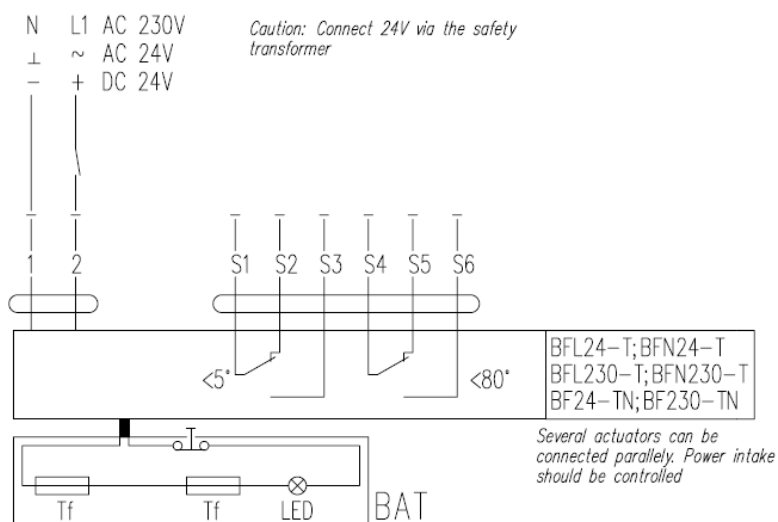 N L1 AC 230V
⊥ ~ AC 24V
− + DC 24V
Caution: Connect 24V via the safety
transformer
1 2 S1 S2 S3 S4 S5 S6
<5° <80°
BFL24-T;BFN24-T
BFL230-T;BFN230-T
BF24-TN;BF230-TN
Several actuators can be
connected parallely. Power intake
should be controlled
Tf Tf LED BAT